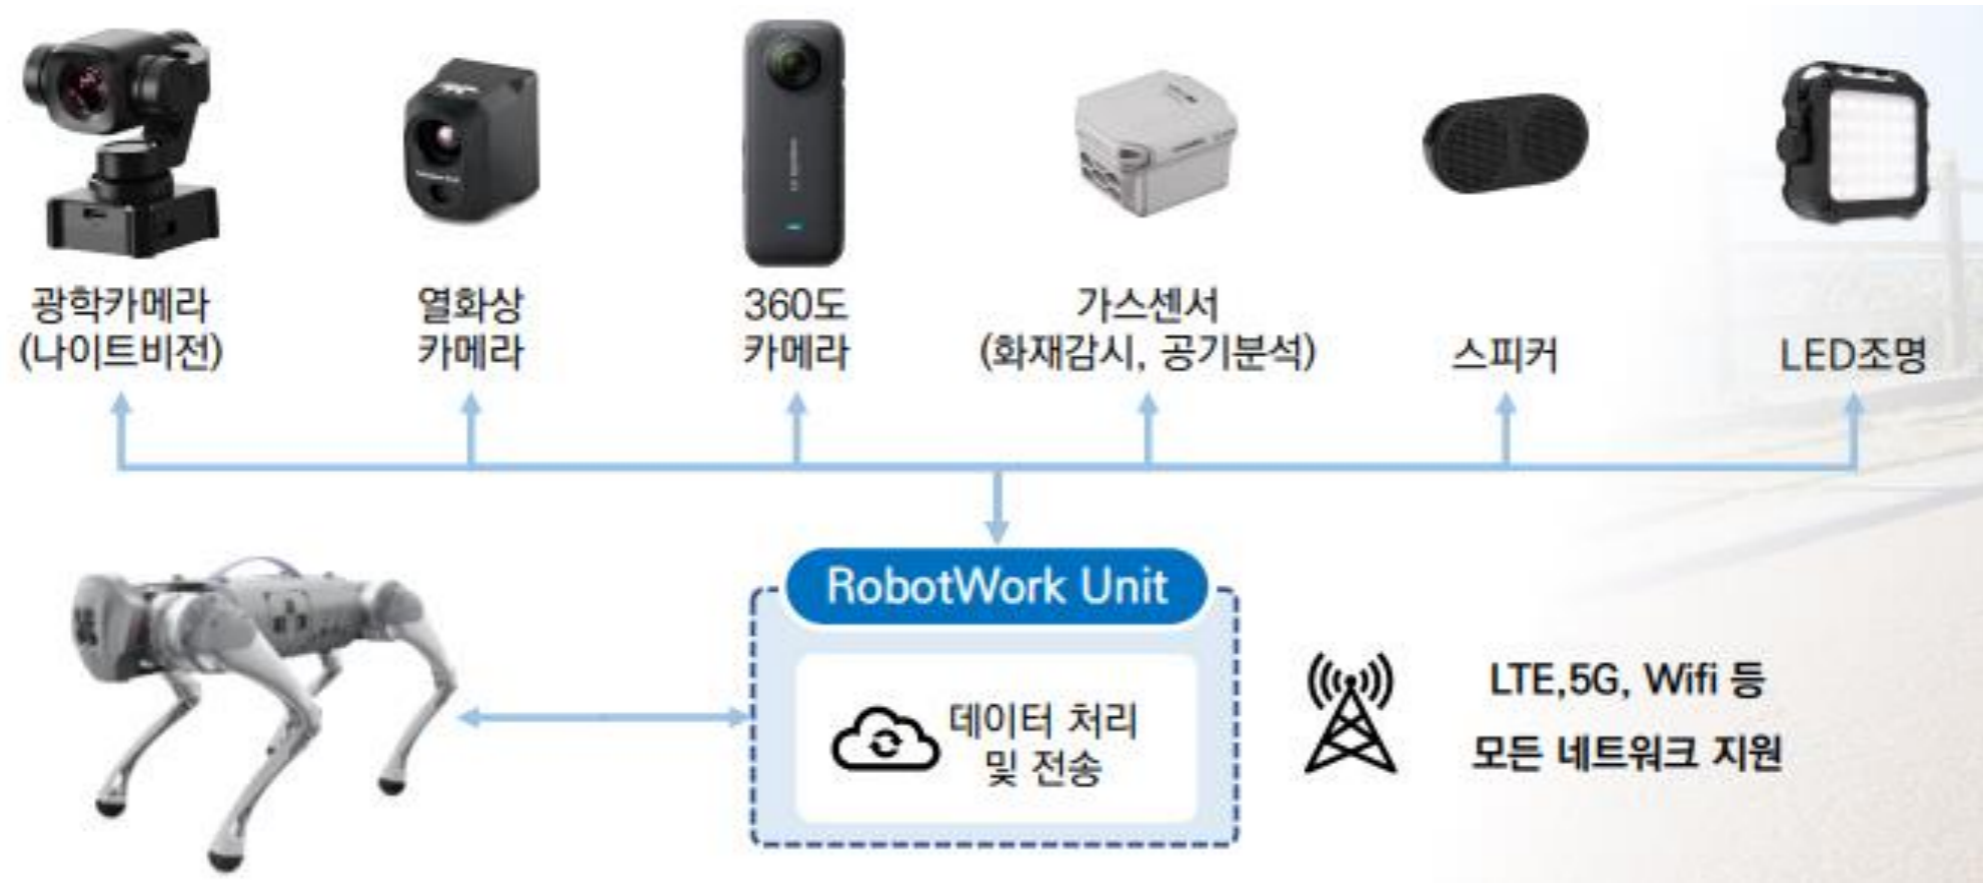 광학카메라
(나이트비전)
열화상
카메라
360도
카메라
가스센서
(화재감시, 공기분석)
스피커
LED조명
RobotWork Unit
데이터 처리
및 전송
LTE,5G, Wifi 등
모든 네트워크 지원